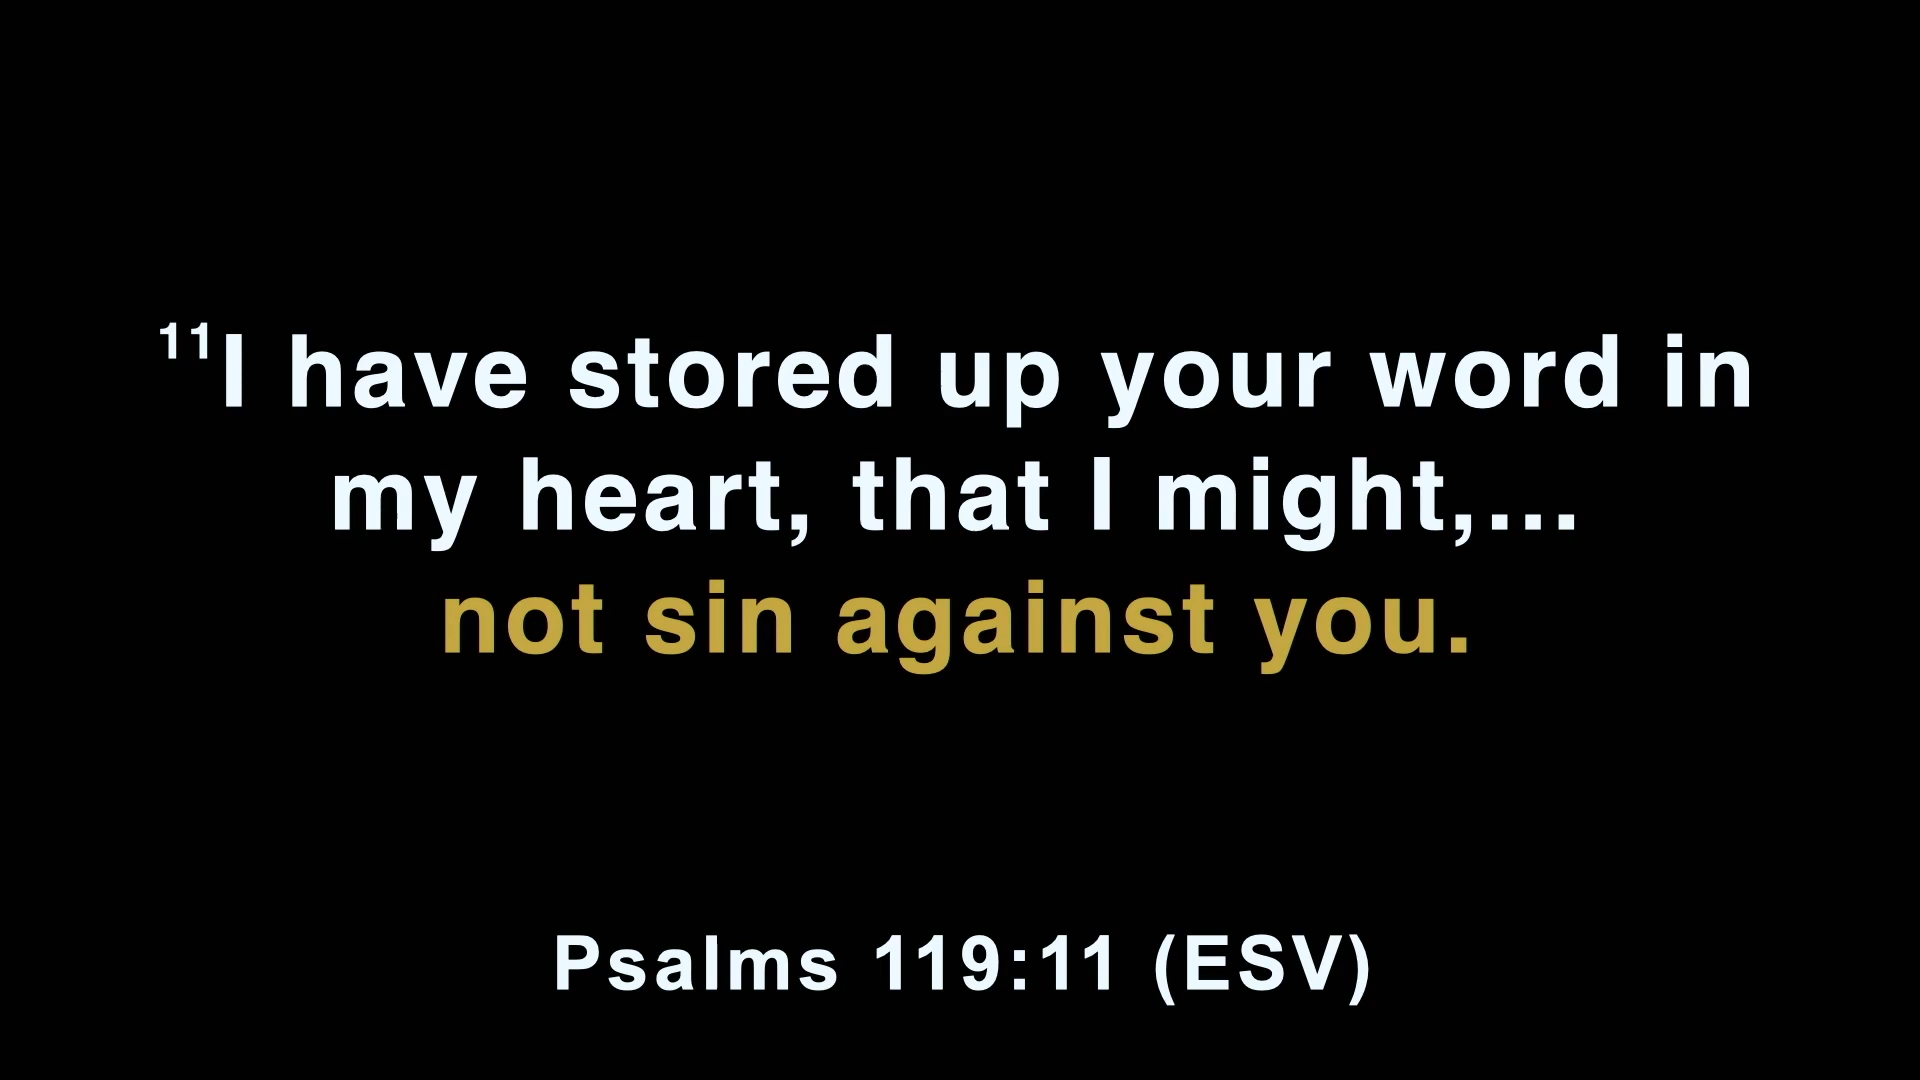 ¹¹I have stored up your word in
my heart, that I might,...
not sin against you.
Psalms 119:11 (ESV)